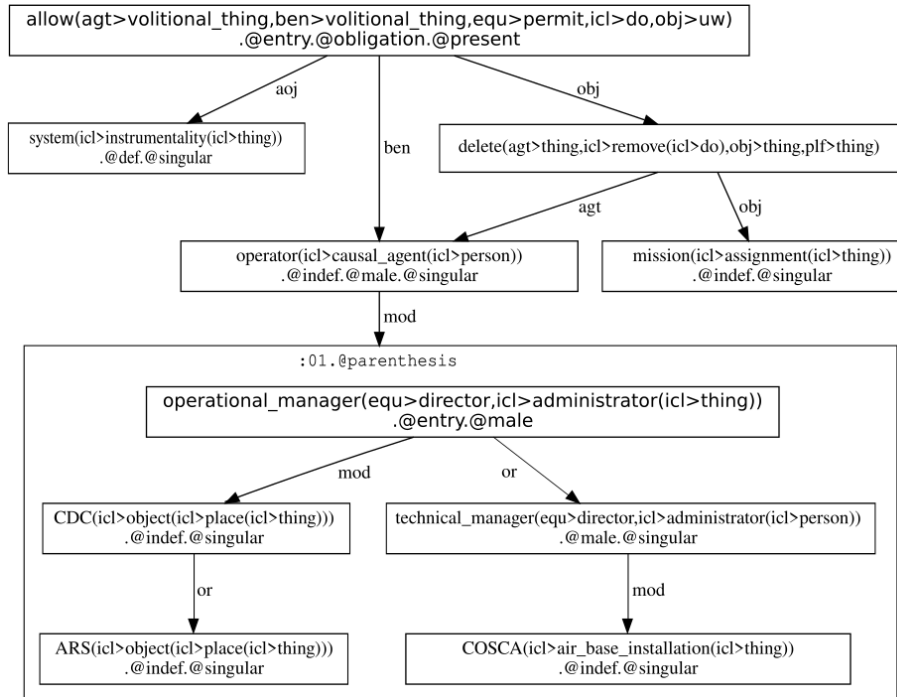 allow(agt>volitional_thing,ben>volitional_thing,equ>permit,icl>do,obj>uw)
.@entry.@obligation.@present
aoj
obj
system(icl>instrumentality(icl>thing))
.@def.@singular
ben
delete(agt>thing,icl>remove(icl>do),obj>thing,plf>thing)
agt
obj
operator(icl>causal_agent(icl>person))
.@indef.@male.@singular
mission(icl>assignment(icl>thing))
.@indef.@singular
mod
:01.@parenthesis
operational_manager(equ>director,icl>administrator(icl>thing))
.@entry.@male
mod
or
CDC(icl>object(icl>place(icl>thing)))
.@indef.@singular
technical_manager(equ>director,icl>administrator(icl>person))
.@male.@singular
or
mod
ARS(icl>object(icl>place(icl>thing)))
.@indef.@singular
COSCA(icl>air_base_installation(icl>thing))
.@indef.@singular